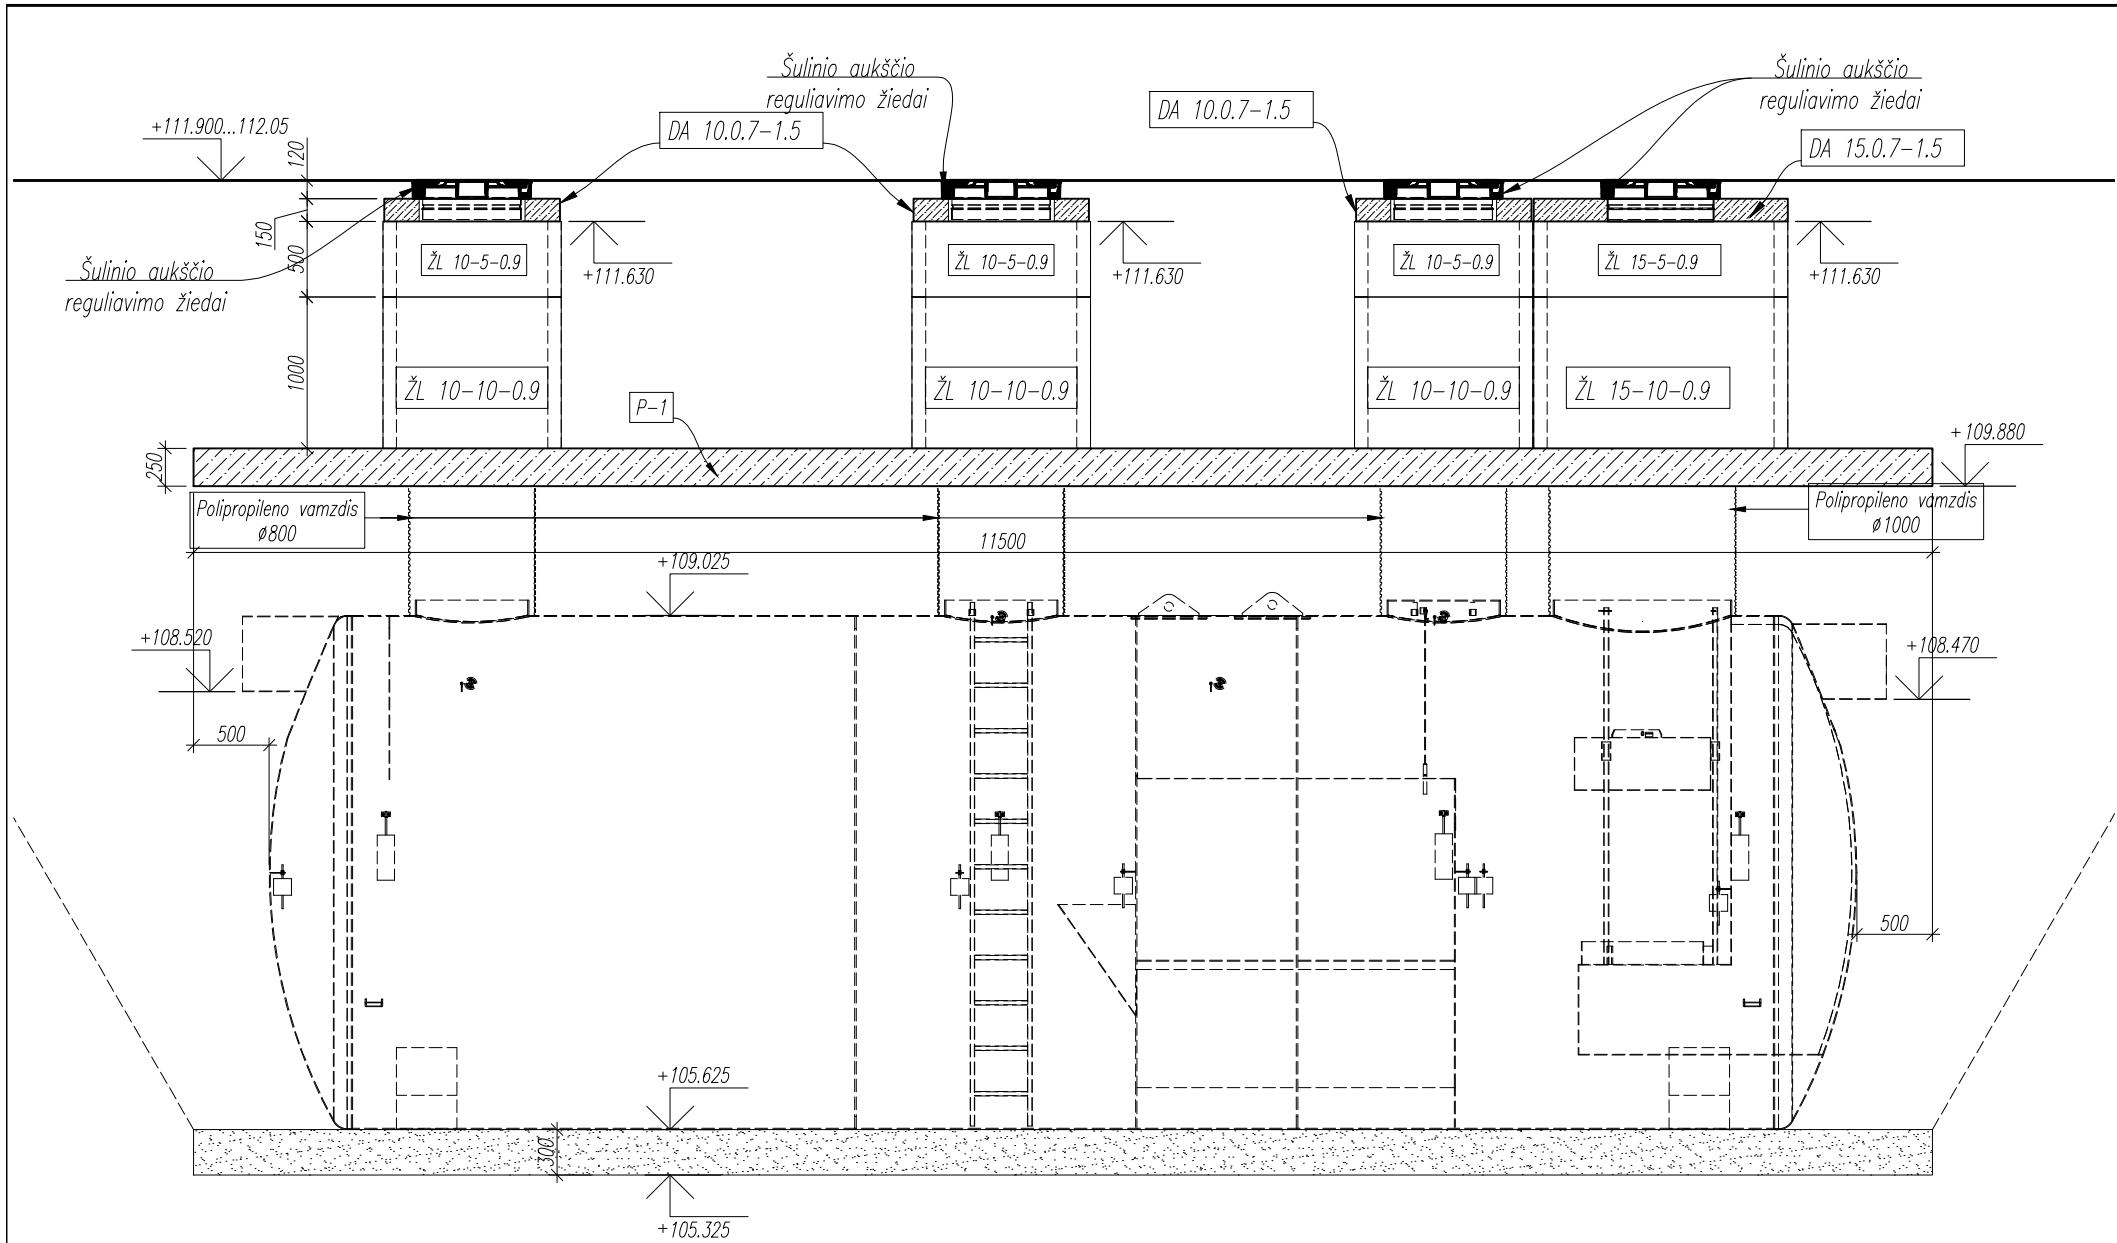 Šulinio aukščio
reguliavimo žiedai
Šulinio aukščio
reguliavimo žiedai
DA 10.0.7-1.5
DA 10.0.7-1.5
+111.900...112.05
DA 15.0.7-1.5
120
150
500
1000
Šulinio aukščio
reguliavimo žiedai
ŽL 10-5-0.9
+111.630
ŽL 10-5-0.9
+111.630
ŽL 10-5-0.9
ŽL 15-5-0.9
+111.630
ŽL 10-10-0.9
P-1
ŽL 10-10-0.9
ŽL 10-10-0.9
ŽL 15-10-0.9
+109.880
250
Polipropileno vamzdis
ø800
Polipropileno vamzdis
ø1000
11500
+109.025
+108.520
+108.470
500
500
+105.625
300
+105.325